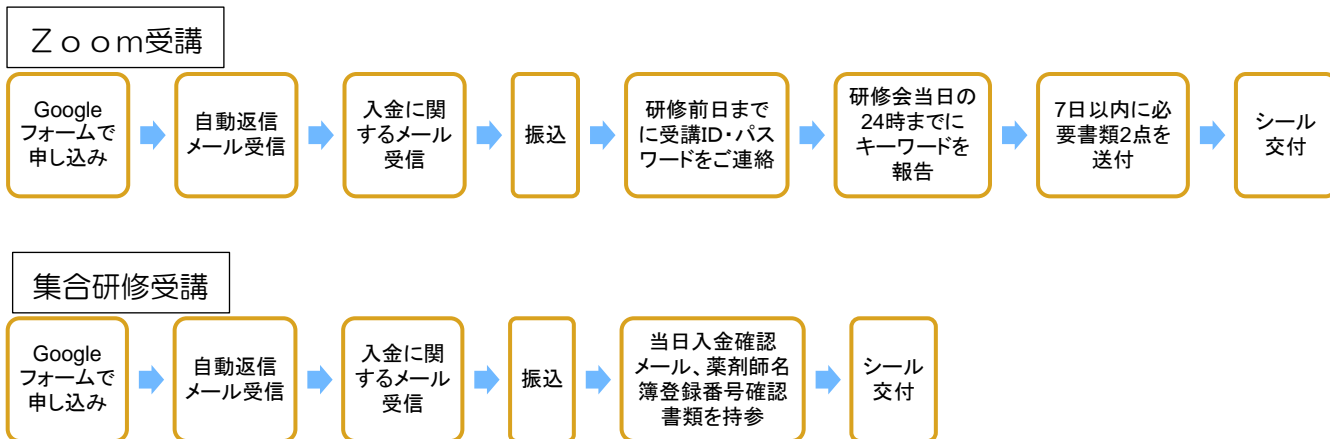 Ｚｏｏｍ受講
Google
フォームで
申し込み
自動返信
メール受信
入金に関
するメール
受信
振込
研修前日まで
に受講ID・パス
ワードをご連絡
研修会当日の
24時までに
キーワードを
報告
7日以内に必
要書類2点を
送付
シール
交付
集合研修受講
Google
フォームで
申し込み
自動返信
メール受信
入金に関
するメール
受信
振込
当日入金確認
メール、薬剤師名
簿登録番号確認
書類を持参
シール
交付